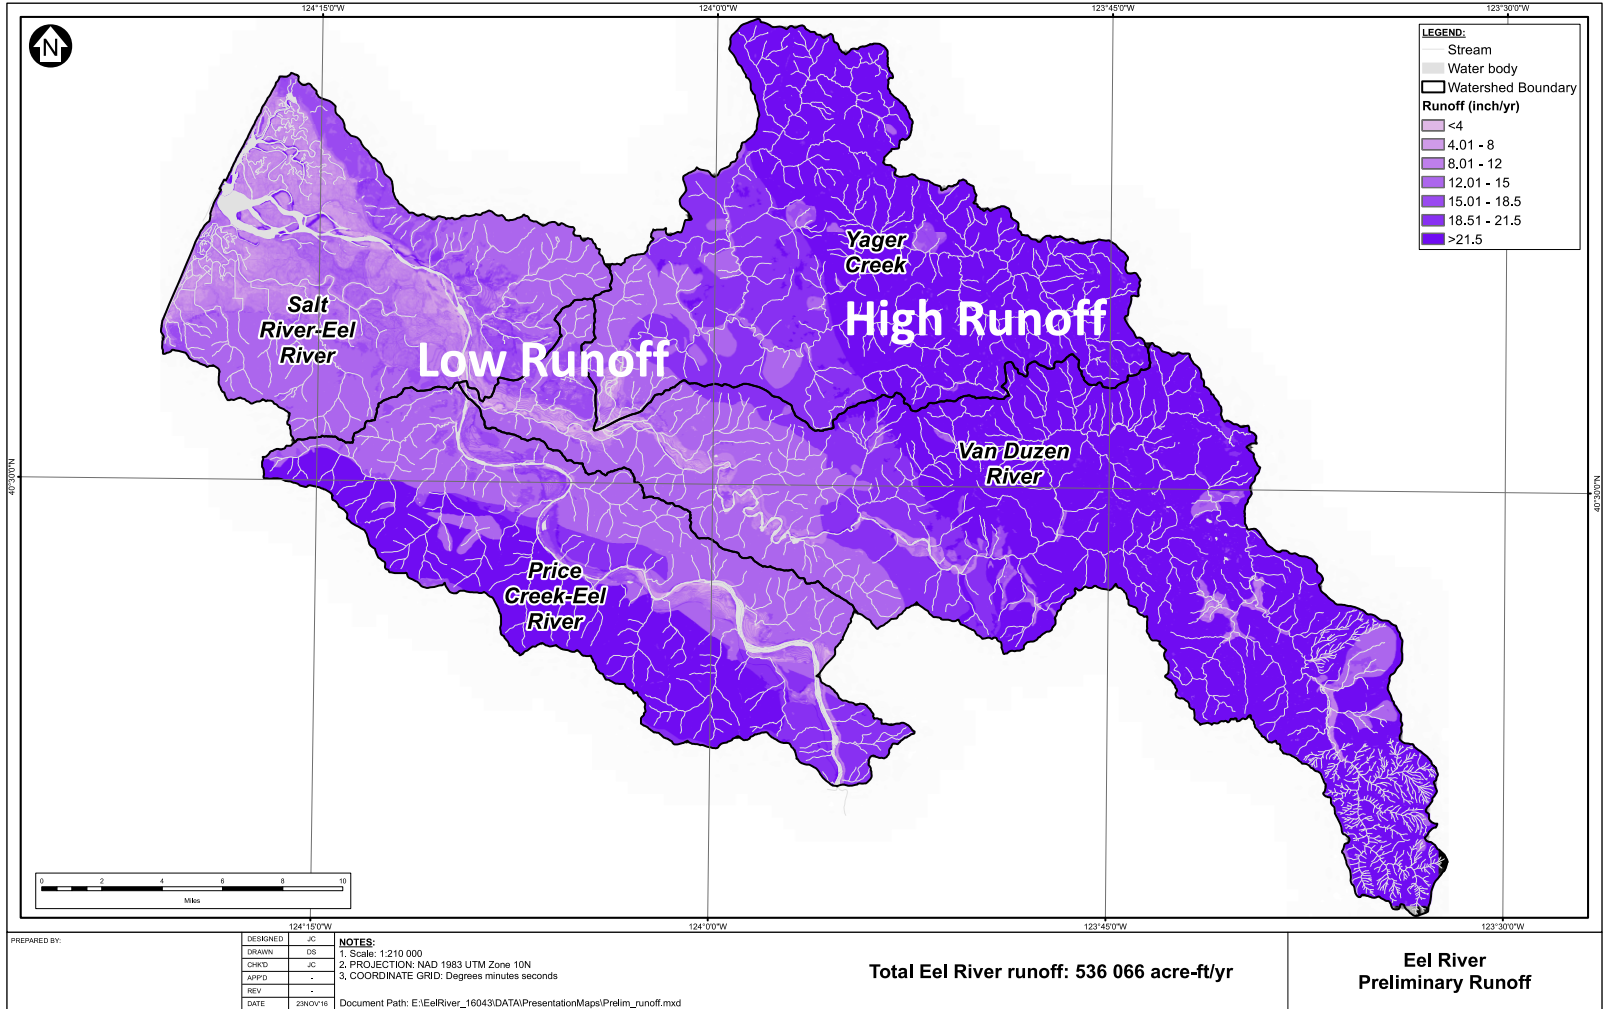 124°15'0"W
124°0'0"W
123°45'0"W
123°30'0"W
N
LEGEND:
Stream
Water body
Watershed Boundary
Runoff (inch/yr)
<4
4.01 - 8
8.01 - 12
12.01 - 15
15.01 - 18.5
18.51 - 21.5
>21.5
Yager
Creek
High Runoff
Salt
River-Eel
River
Low Runoff
Van Duzen
River
40°30'0"N
40°30'0"N
Price
Creek-Eel
River
0 2 4 6 8 10
Miles
124°15'0"W
124°0'0"W
123°45'0"W
123°30'0"W
PREPARED BY:
DESIGNED JC
DRAWN DS
CHK'D JC
APP'D -
REV -
DATE 23NOV'16
NOTES:
1. Scale: 1:210 000
2. PROJECTION: NAD 1983 UTM Zone 10N
3. COORDINATE GRID: Degrees minutes seconds
Document Path: E:\EelRiver_16043\DATA\PresentationMaps\Prelim_runoff.mxd
Total Eel River runoff: 536 066 acre-ft/yr
Eel River
Preliminary Runoff